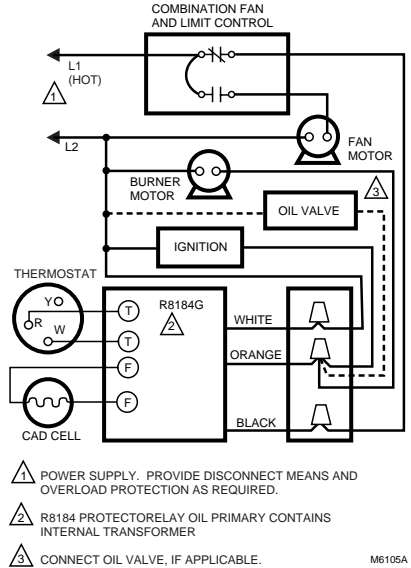 COMBINATION FAN
AND LIMIT CONTROL
L1
(HOT)
1
L2
FAN
MOTOR
BURNER
MOTOR
3
OIL VALVE
IGNITION
THERMOSTAT
Y
R
W
T
T
F
F
R8184G
2
WHITE
ORANGE
BLACK
CAD CELL
1 POWER SUPPLY. PROVIDE DISCONNECT MEANS AND
OVERLOAD PROTECTION AS REQUIRED.
2 R8184 PROTECTORELAY OIL PRIMARY CONTAINS
INTERNAL TRANSFORMER
3 CONNECT OIL VALVE, IF APPLICABLE.
M6105A